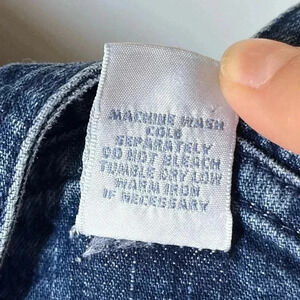 MACHINE WASH
COLD
SEPARATELY
DO NOT BLEACH
TUMBLE DRY LOW
WARM IRON
IF NECESSARY